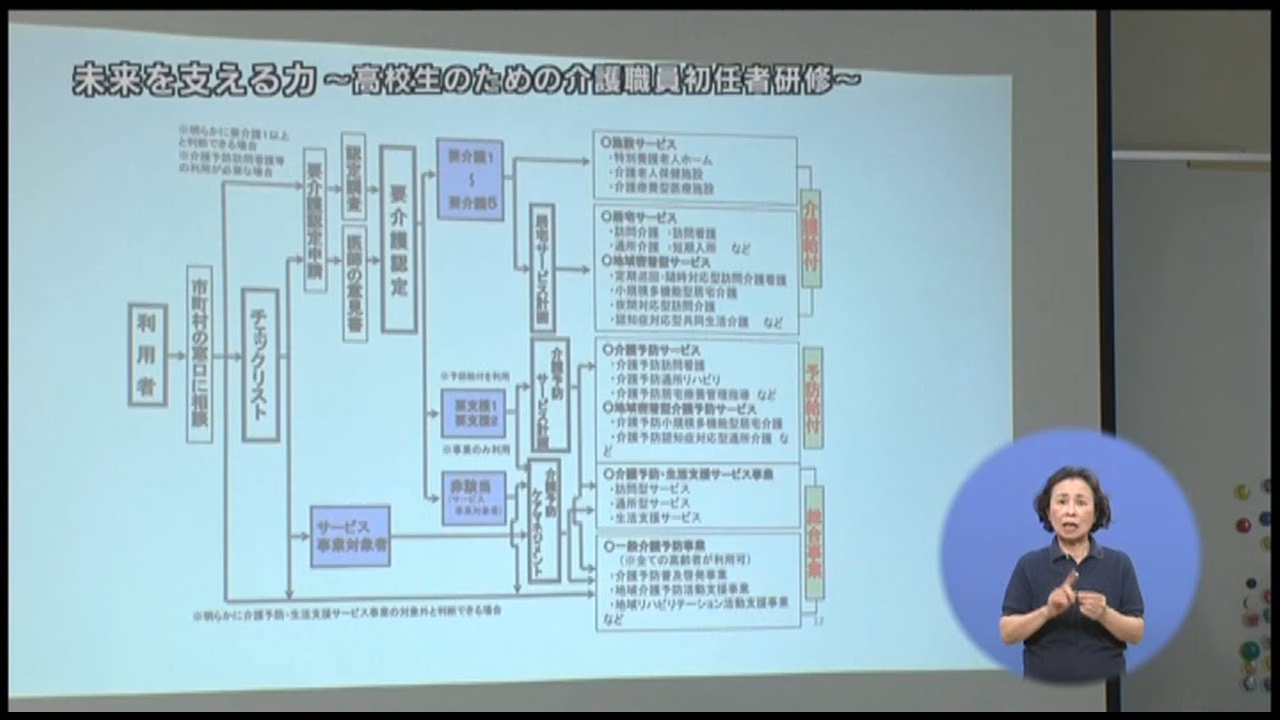 未来を支える力 ~高校生のための介護職員初任者研修~
※明らかに要介護1以上
と判断できる場合
※介護予防訪問看護等
の利用が必要な場合
利用者
市町村の窓口に相談
チェックリスト
要介護認定申請
認定調査
医師の意見書
要介護認定
要介護1
~
要介護5
居宅サービス計画
※予防給付を利用
要支援1
要支援2
※事業のみ利用
非該当
(サービス
事業対象者)
サービス
事業対象者
介護予防
サービス計画
介護予防
ケアマネジメント
○施設サービス
・特別養護老人ホーム
・介護老人保健施設
・介護療養型医療施設
○居宅サービス
・訪問介護 ・訪問看護
・通所介護 ・短期入所 など
○地域密着型サービス
・定期巡回・随時対応型訪問介護看護
・小規模多機能型居宅介護
・夜間対応型訪問介護
・認知症対応型共同生活介護 など
介護給付
○介護予防サービス
・介護予防訪問看護
・介護予防通所リハビリ
・介護予防居宅療養管理指導 など
○地域密着型介護予防サービス
・介護予防小規模多機能型居宅介護
・介護予防認知症対応型通所介護 な
ど
予防給付
○介護予防・生活支援サービス事業
・訪問型サービス
・通所型サービス
・生活支援サービス
○一般介護予防事業
(※全ての高齢者が利用可)
・介護予防普及啓発事業
・地域介護予防活動支援事業
・地域リハビリテーション活動支援事業
など
総合事業
※明らかに介護予防・生活支援サービス事業の対象外と判断できる場合